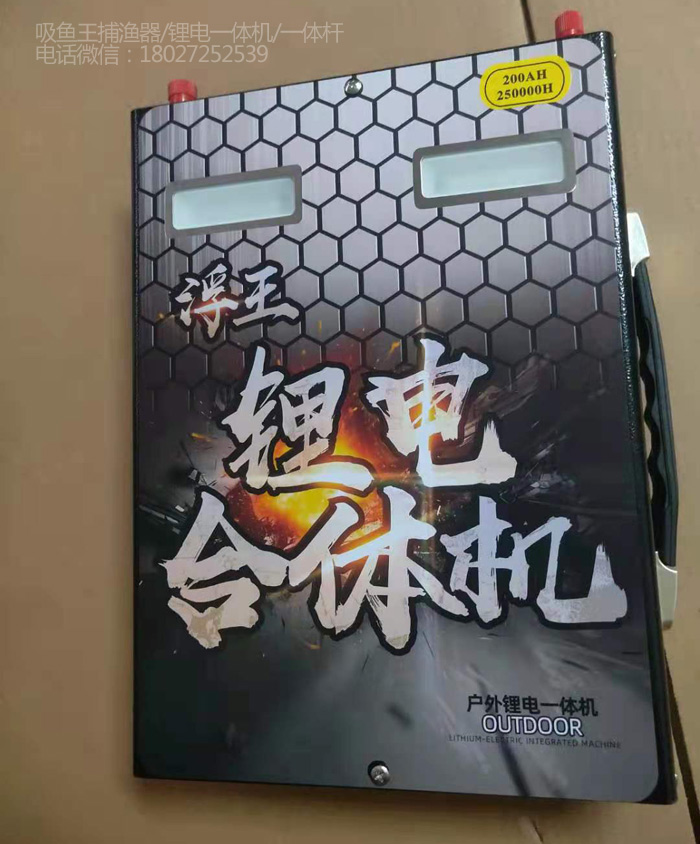 吸鱼王捕渔器/锂电一体机/一体杆
电话微信：18027252539
200AH
250000H
浮王
锂电
合体机
户外锂电一体机
OUTDOOR
LITHIUM-ELECTRIC INTEGRATED MACHINE